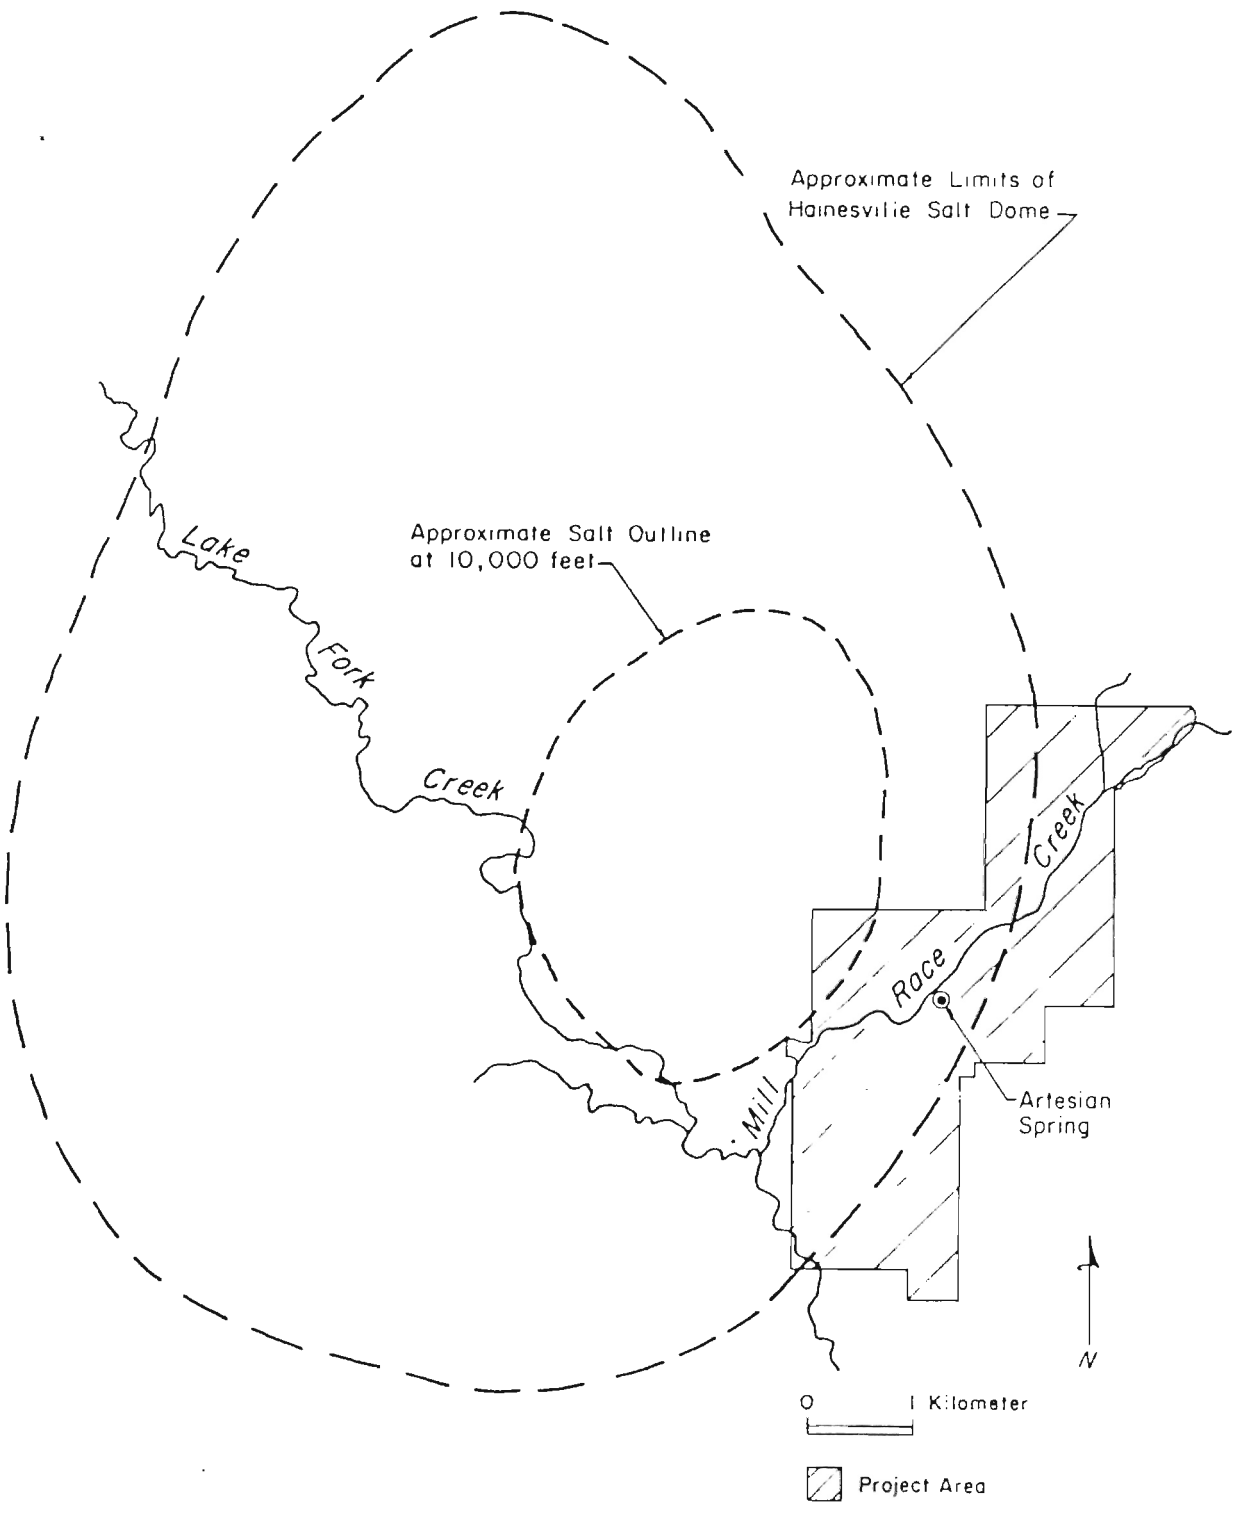 Approximate Limits of
Hainesville Salt Dome
Approximate Salt Outline
at 10,000 feet
Lake
Fork
Creek
Creek
Race
Mill
Artesian
Spring
N
0 1 Kilometer
Project Area